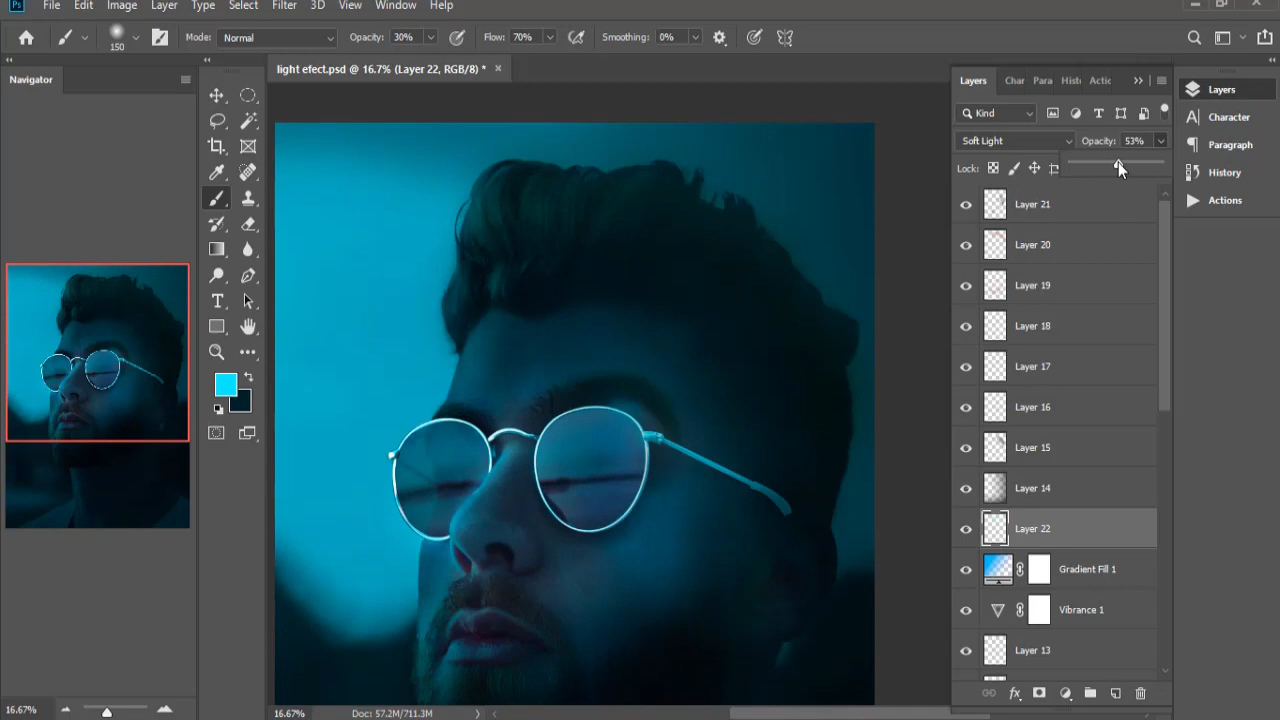 Ps File Edit Image Layer Type Select Filter 3D View Window Help
150 Mode: Normal Opacity: 30% Flow: 70% Smoothing: 0%
Navigator
light efect.psd @ 16.7% (Layer 22, RGB/8) *
Layers Char Para Hist Actic
Kind
Soft Light Opacity: 53%
Lock:
Layer 21
Layer 20
Layer 19
Layer 18
Layer 17
Layer 16
Layer 15
Layer 14
Layer 22
Gradient Fill 1
Vibrance 1
Layer 13
Layers
Character
Paragraph
History
Actions
16.67%
16.67% Doc: 57.2M/711.3M